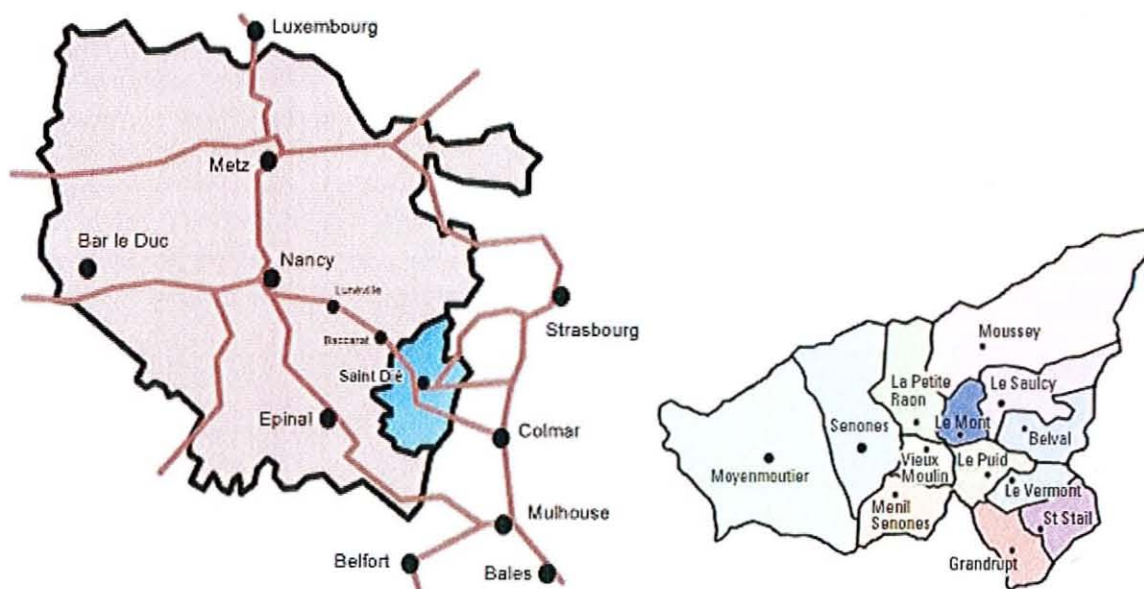 Luxembourg
Metz
Bar le Duc
Nancy
Lunéville
Baccarat
Strasbourg
Saint Dié
Epinal
Colmar
Mulhouse
Belfort
Bales
Moussey
La Petite
Raon
Le Saulcy
Senones
Le Mont
Belval
Moyenmoutier
Vieux
Moulin
Le Puid
Le Vermont
Menil
Senones
St Stail
Grandrupt